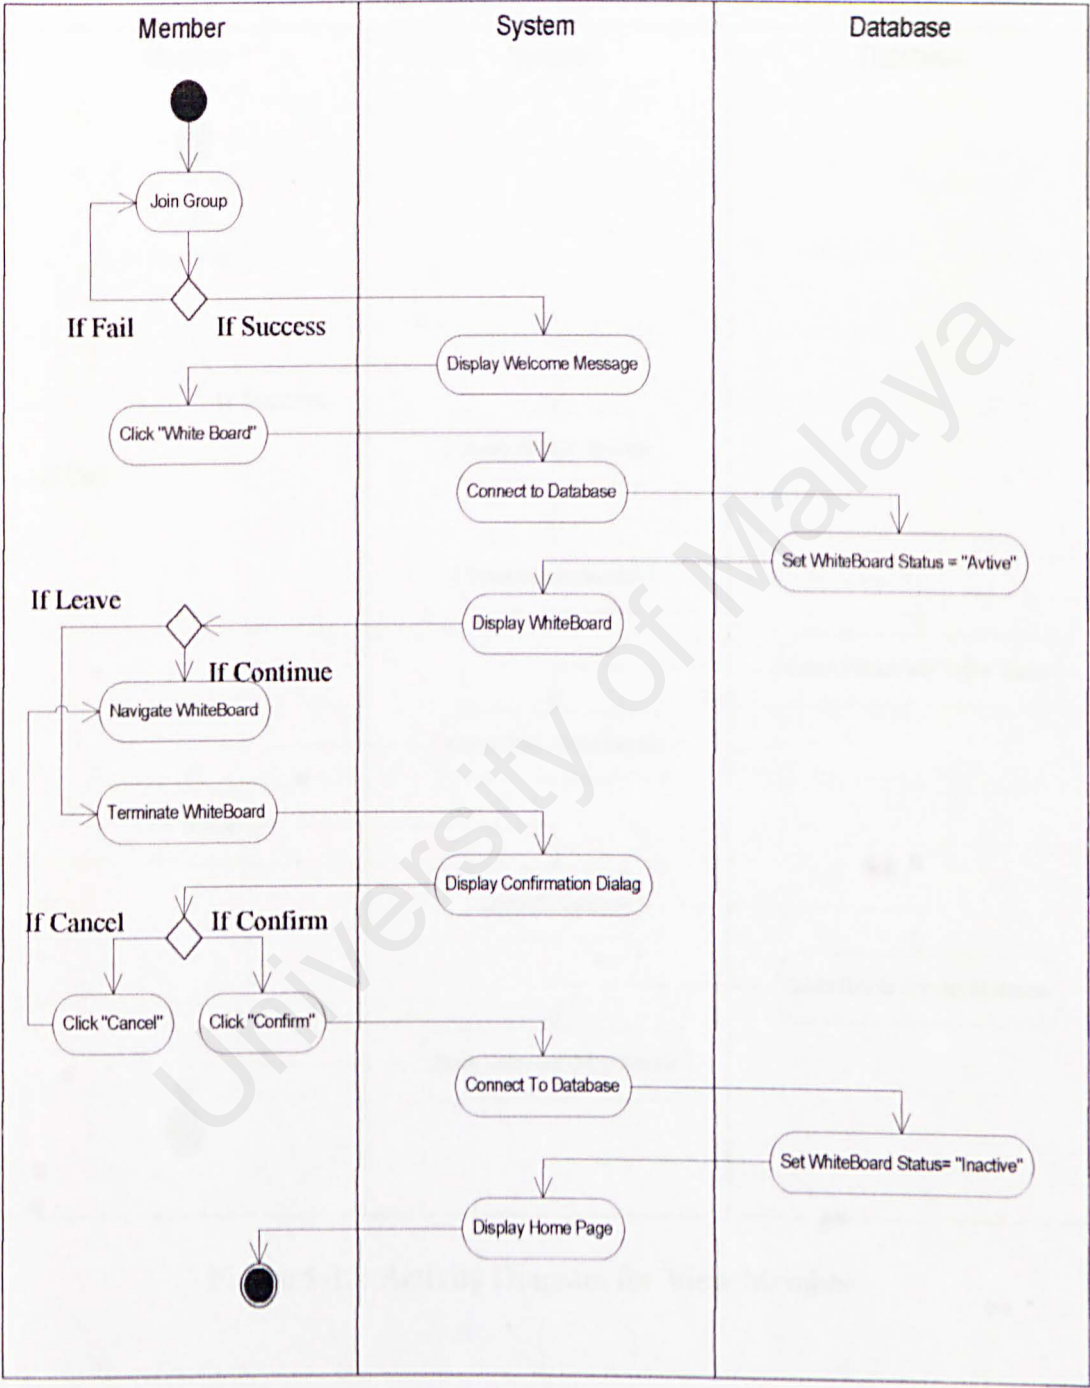 Member
System
Database
Join Group
If Fail
If Success
Display Welcome Message
Click "White Board"
Connect to Database
Set WhiteBoard Status = "Avtive"
Display WhiteBoard
If Leave
If Continue
Navigate WhiteBoard
Terminate WhiteBoard
Display Confirmation Dialag
If Cancel
If Confirm
Click "Cancel"
Click "Confirm"
Connect To Database
Set WhiteBoard Status= "Inactive"
Display Home Page
University of Malaya